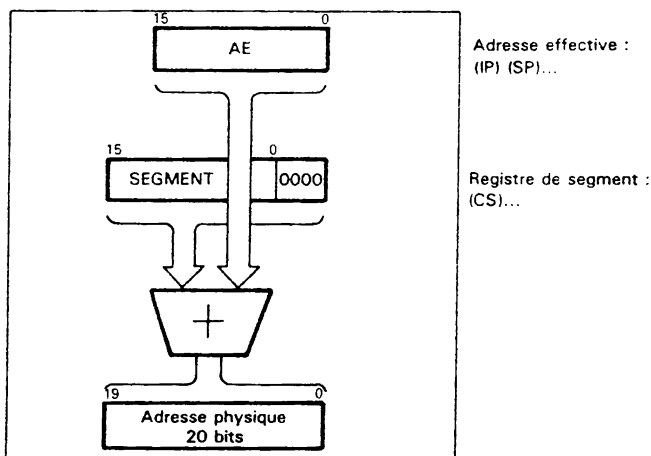 15 0
AE
Adresse effective :
(IP) (SP)...
15 0
SEGMENT 0000
Registre de segment :
(CS)...
+
19 0
Adresse physique
20 bits